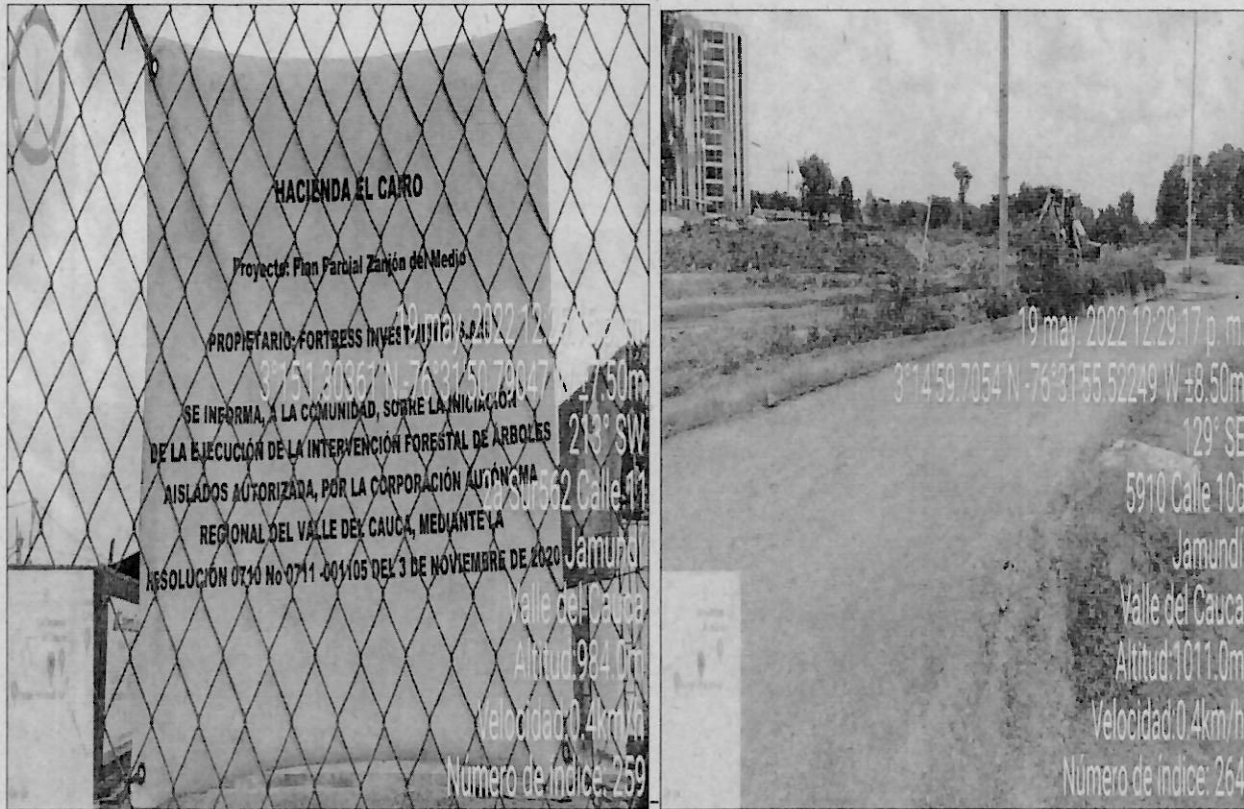 HACIENDA EL CAIRO
Proyecto: Plan Parcial Zanjón del Medio
PROPIETARIO: FORTRESS
SE INFORMA, A LA COMUNIDAD, SOBRE LA INICIACIÓN
DE LA EJECUCIÓN DE LA INTERVENCIÓN FORESTAL DE ÁRBOLES
AISLADOS AUTORIZADA, POR LA CORPORACIÓN AUTÓNOMA
REGIONAL DEL VALLE DEL CAUCA, MEDIANTE LA
RESOLUCIÓN 0710 No 0711 -001105 DEL 3 DE NOVIEMBRE DE 2020
19 may. 2022
213° SW
Calle 11
Jamundí
Valle del Cauca
Altitud:984.0m
Velocidad:0.4km/h
Número de índice: 259
19 may. 2022 12:29:17 p. m.
3°14'59.7054"N -76°31'55.52249"W ±8.50m
129° SE
5910 Calle 10d
Jamundí
Valle del Cauca
Altitud:1011.0m
Velocidad:0.4km/h
Número de índice: 264